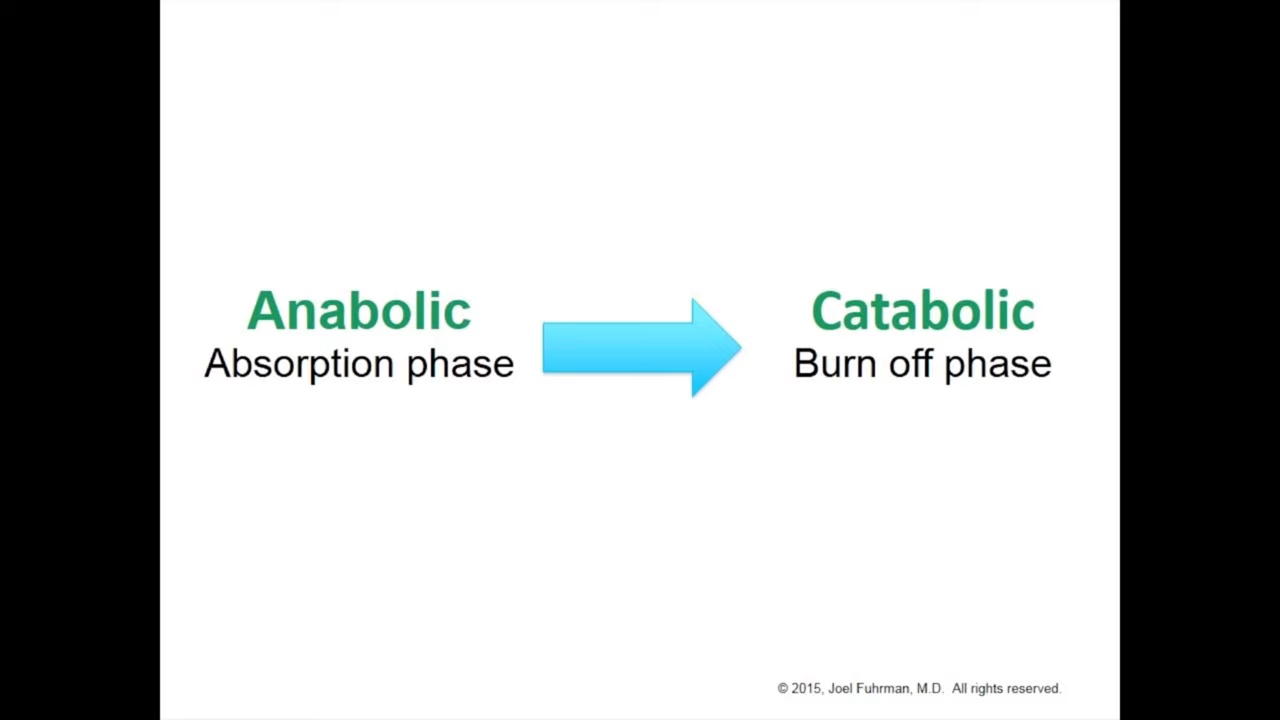 Anabolic
Absorption phase
Catabolic
Burn off phase
© 2015, Joel Fuhrman, M.D. All rights reserved.